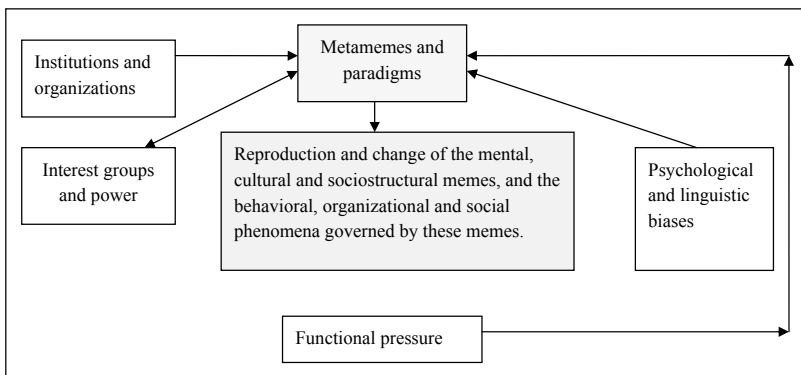 Institutions and
organizations
Metamemes and
paradigms
Interest groups
and power
Reproduction and change of the mental,
cultural and sociostructural memes, and the
behavioral, organizational and social
phenomena governed by these memes.
Psychological
and linguistic
biases
Functional pressure